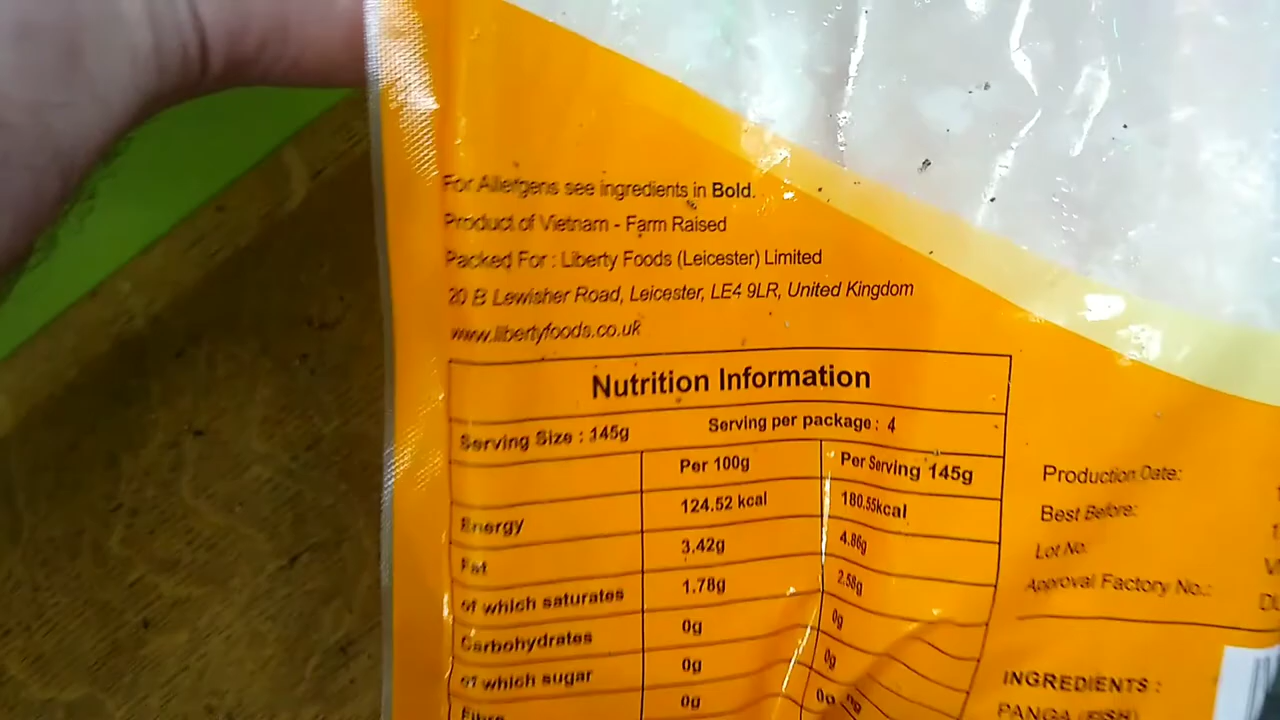 For Allergens see ingredients in Bold.
Product of Vietnam - Farm Raised
Packed For : Liberty Foods (Leicester) Limited
20 B Lewisher Road, Leicester, LE4 9LR, United Kingdom
www.libertyfoods.co.uk
Nutrition Information
Serving Size : 145g Serving per package : 4
Per 100g Per Serving 145g
Energy 124.52 kcal 180.55kcal
Fat 3.42g 4.86g
of which saturates 1.78g 2.58g
Carbohydrates 0g 0g
of which sugar 0g 0g
Fibre 0g
Production Date:
Best Before:
Lot No.
Approval Factory No.:
INGREDIENTS :
PANGA (FISH)